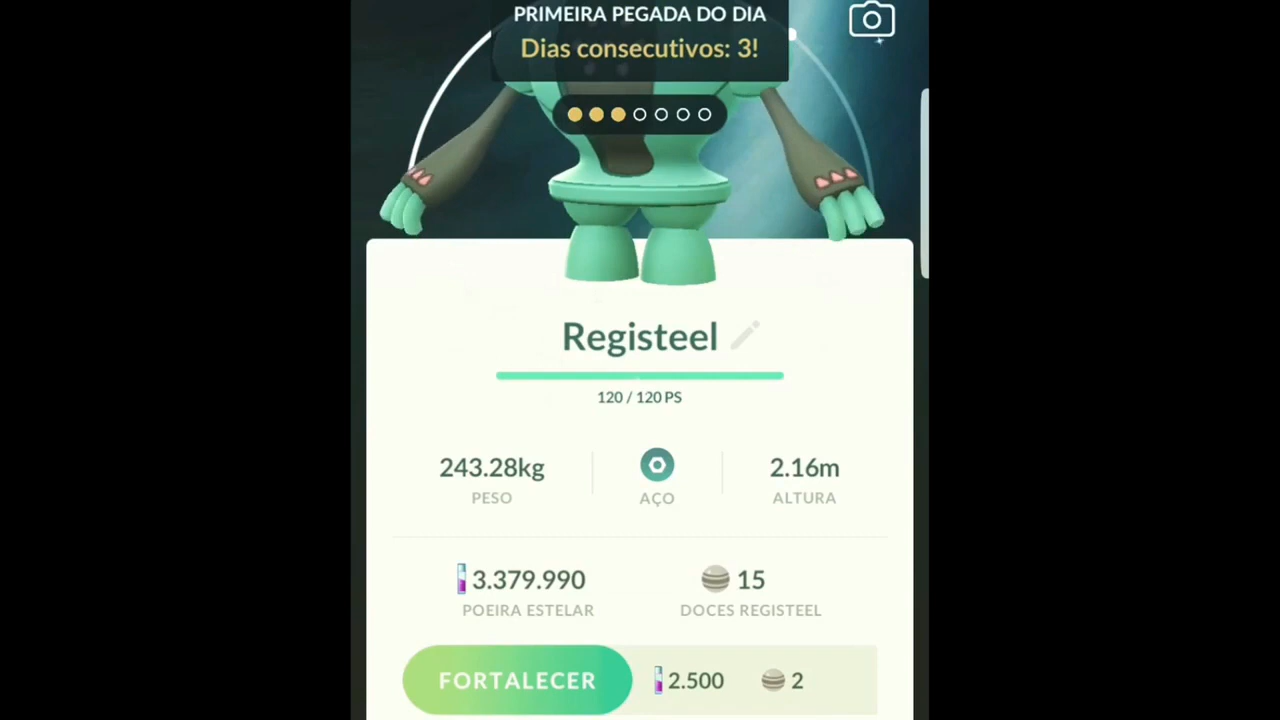 PRIMEIRA PEGADA DO DIA
Dias consecutivos: 3!
Registeel
120 / 120 PS
243.28kg
PESO
AÇO
2.16m
ALTURA
3.379.990
POEIRA ESTELAR
15
DOCES REGISTEEL
FORTALECER 2.500 2